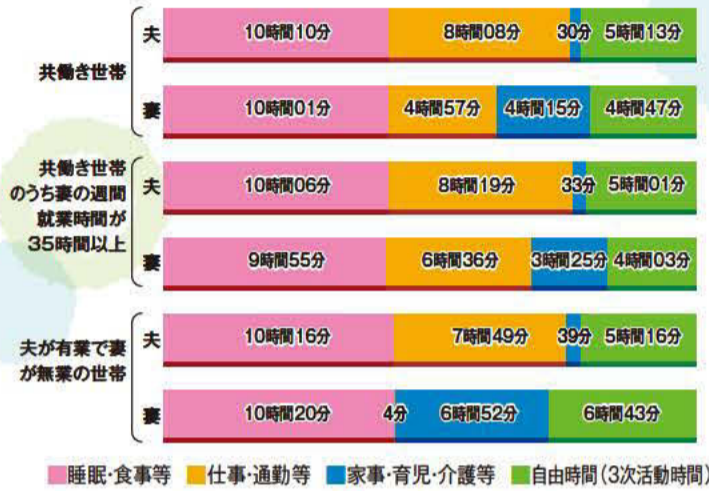 共働き世帯
夫
10時間10分 8時間08分 30分 5時間13分
妻
10時間01分 4時間57分 4時間15分 4時間47分
共働き世帯
のうち妻の週間
就業時間が
35時間以上
夫
10時間06分 8時間19分 33分 5時間01分
妻
9時間55分 6時間36分 3時間25分 4時間03分
夫が有業で妻
が無業の世帯
夫
10時間16分 7時間49分 39分 5時間16分
妻
10時間20分 4分 6時間52分 6時間43分
睡眠・食事等 仕事・通勤等 家事・育児・介護等 自由時間(3次活動時間)